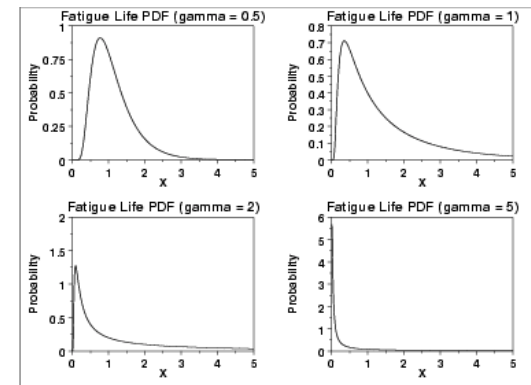 Fatigue Life PDF (gamma = 0.5)
1
0.75
0.5
0.25
0
Probability
0 1 2 3 4 5
X
Fatigue Life PDF (gamma = 1)
0.8
0.7
0.6
0.5
0.4
0.3
0.2
0.1
0
Probability
0 1 2 3 4 5
X
Fatigue Life PDF (gamma = 2)
2
1.5
1
0.5
0
Probability
0 1 2 3 4 5
X
Fatigue Life PDF (gamma = 5)
6
5
4
3
2
1
0
Probability
0 1 2 3 4 5
X